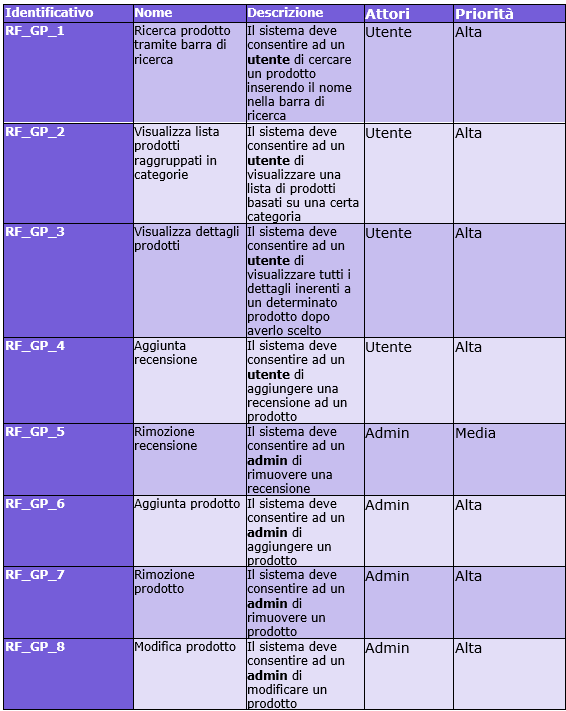 Identificativo Nome Descrizione Attori Priorità
RF_GP_1 Ricerca prodotto Il sistema deve Utente Alta
tramite barra di consentire ad un
ricerca utente di cercare
un prodotto
inserendo il nome
nella barra di
ricerca
RF_GP_2 Visualizza lista Il sistema deve Utente Alta
prodotti consentire ad un
raggruppati in utente di
categorie visualizzare una
lista di prodotti
basati su una certa
categoria
RF_GP_3 Visualizza dettagli Il sistema deve Utente Alta
prodotti consentire ad un
utente di
visualizzare tutti i
dettagli inerenti a
un determinato
prodotto dopo
averlo scelto
RF_GP_4 Aggiunta Il sistema deve Utente Alta
recensione consentire ad un
utente di
aggiungere una
recensione ad un
prodotto
RF_GP_5 Rimozione Il sistema deve Admin Media
recensione consentire ad un
admin di
rimuovere una
recensione
RF_GP_6 Aggiunta prodotto Il sistema deve Admin Alta
consentire ad un
admin di
aggiungere un
prodotto
RF_GP_7 Rimozione Il sistema deve Admin Alta
prodotto consentire ad un
admin di
rimuovere un
prodotto
RF_GP_8 Modifica prodotto Il sistema deve Admin Alta
consentire ad un
admin di
modificare un
prodotto